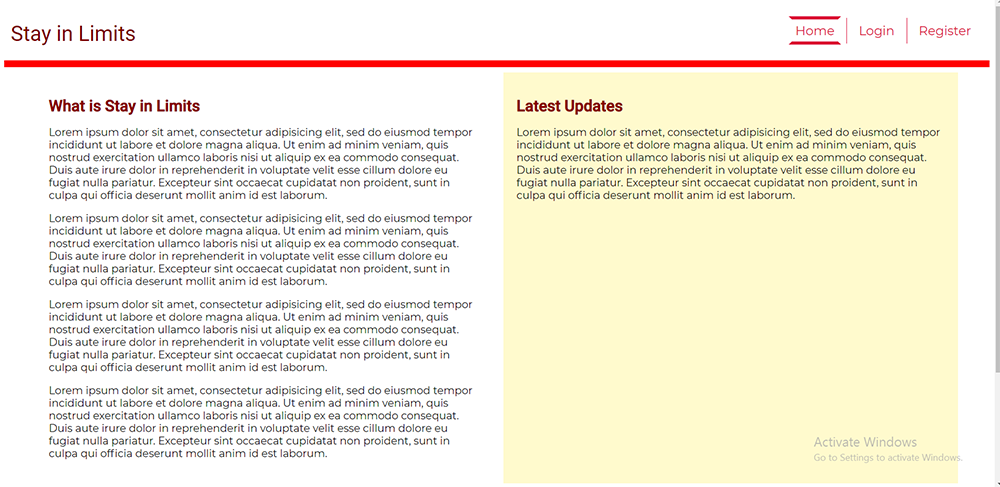 Stay in Limits
Home
Login
Register
What is Stay in Limits
Lorem ipsum dolor sit amet, consectetur adipisicing elit, sed do eiusmod tempor
incididunt ut labore et dolore magna aliqua. Ut enim ad minim veniam, quis
nostrud exercitation ullamco laboris nisi ut aliquip ex ea commodo consequat.
Duis aute irure dolor in reprehenderit in voluptate velit esse cillum dolore eu
fugiat nulla pariatur. Excepteur sint occaecat cupidatat non proident, sunt in
culpa qui officia deserunt mollit anim id est laborum.
Lorem ipsum dolor sit amet, consectetur adipisicing elit, sed do eiusmod tempor
incididunt ut labore et dolore magna aliqua. Ut enim ad minim veniam, quis
nostrud exercitation ullamco laboris nisi ut aliquip ex ea commodo consequat.
Duis aute irure dolor in reprehenderit in voluptate velit esse cillum dolore eu
fugiat nulla pariatur. Excepteur sint occaecat cupidatat non proident, sunt in
culpa qui officia deserunt mollit anim id est laborum.
Lorem ipsum dolor sit amet, consectetur adipisicing elit, sed do eiusmod tempor
incididunt ut labore et dolore magna aliqua. Ut enim ad minim veniam, quis
nostrud exercitation ullamco laboris nisi ut aliquip ex ea commodo consequat.
Duis aute irure dolor in reprehenderit in voluptate velit esse cillum dolore eu
fugiat nulla pariatur. Excepteur sint occaecat cupidatat non proident, sunt in
culpa qui officia deserunt mollit anim id est laborum.
Lorem ipsum dolor sit amet, consectetur adipisicing elit, sed do eiusmod tempor
incididunt ut labore et dolore magna aliqua. Ut enim ad minim veniam, quis
nostrud exercitation ullamco laboris nisi ut aliquip ex ea commodo consequat.
Duis aute irure dolor in reprehenderit in voluptate velit esse cillum dolore eu
fugiat nulla pariatur. Excepteur sint occaecat cupidatat non proident, sunt in
culpa qui officia deserunt mollit anim id est laborum.
Latest Updates
Lorem ipsum dolor sit amet, consectetur adipisicing elit, sed do eiusmod tempor
incididunt ut labore et dolore magna aliqua. Ut enim ad minim veniam, quis
nostrud exercitation ullamco laboris nisi ut aliquip ex ea commodo consequat.
Duis aute irure dolor in reprehenderit in voluptate velit esse cillum dolore eu
fugiat nulla pariatur. Excepteur sint occaecat cupidatat non proident, sunt in
culpa qui officia deserunt mollit anim id est laborum.
Activate Windows
Go to Settings to activate Windows.